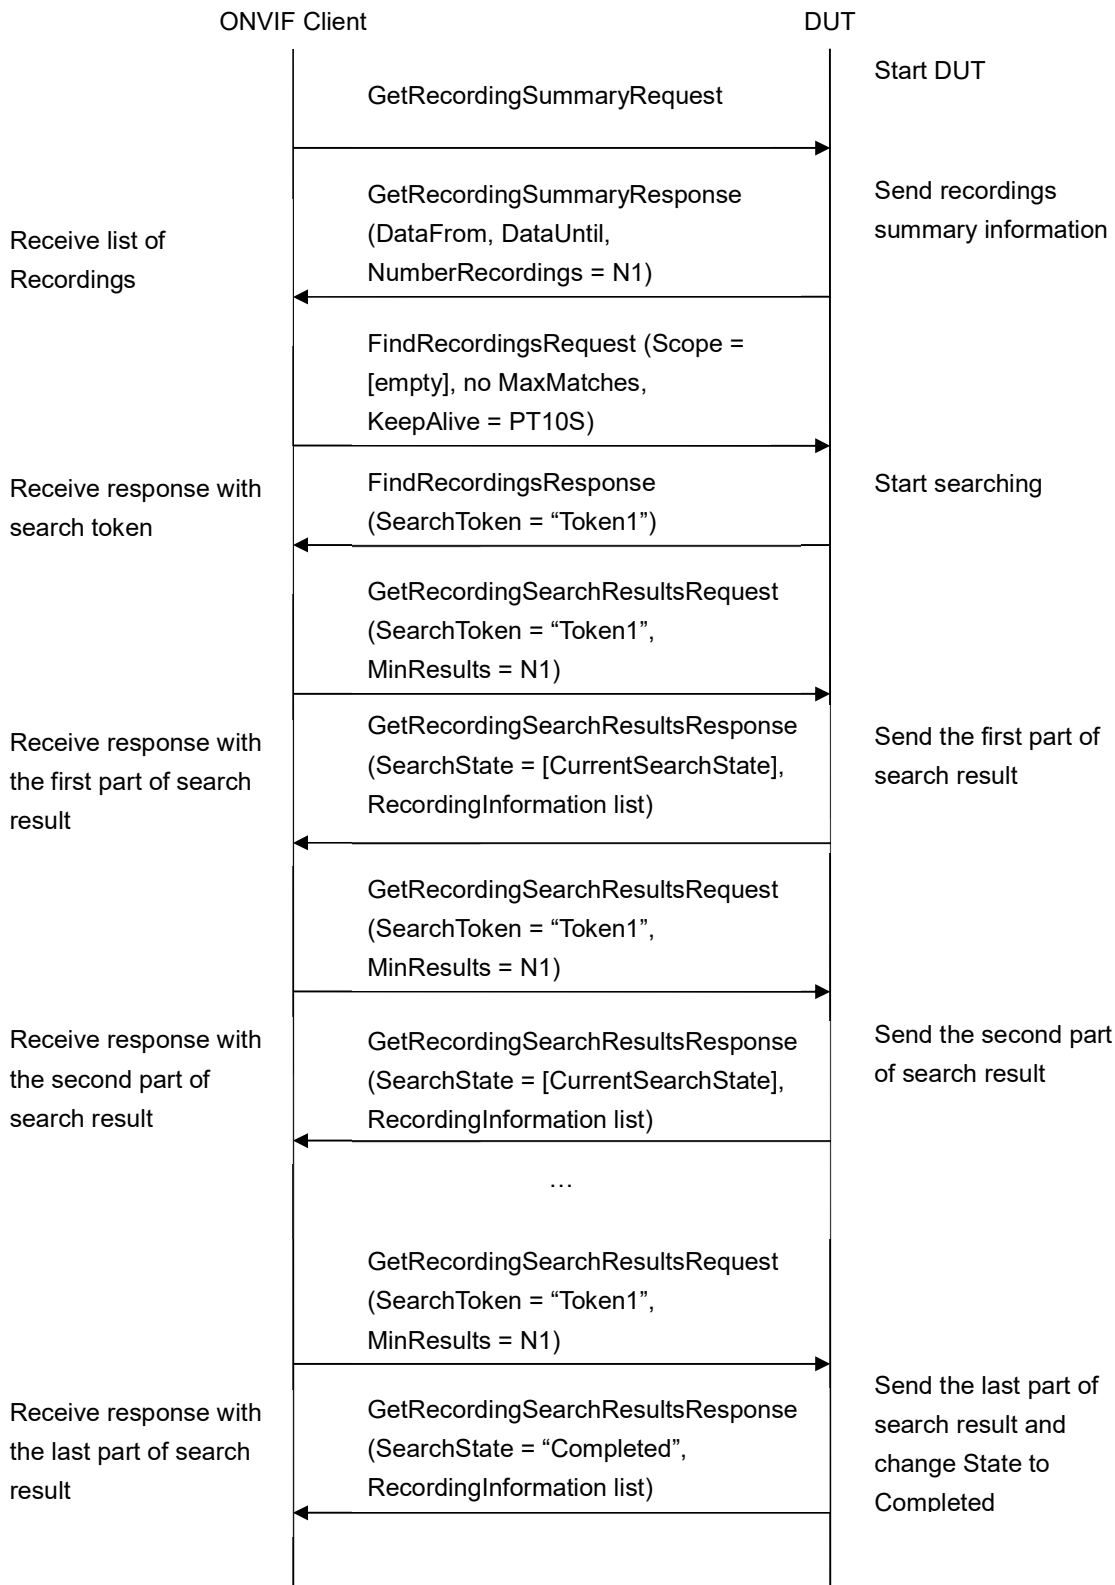 ONVIF Client
DUT
Start DUT
GetRecordingSummaryRequest
GetRecordingSummaryResponse
(DataFrom, DataUntil,
NumberRecordings = N1)
Send recordings
summary information
Receive list of
Recordings
FindRecordingsRequest (Scope =
[empty], no MaxMatches,
KeepAlive = PT10S)
Receive response with
search token
FindRecordingsResponse
(SearchToken = “Token1”)
Start searching
GetRecordingSearchResultsRequest
(SearchToken = “Token1”,
MinResults = N1)
Receive response with
the first part of search
result
GetRecordingSearchResultsResponse
(SearchState = [CurrentSearchState],
RecordingInformation list)
Send the first part of
search result
GetRecordingSearchResultsRequest
(SearchToken = “Token1”,
MinResults = N1)
Receive response with
the second part of
search result
GetRecordingSearchResultsResponse
(SearchState = [CurrentSearchState],
RecordingInformation list)
Send the second part
of search result
…
GetRecordingSearchResultsRequest
(SearchToken = “Token1”,
MinResults = N1)
Receive response with
the last part of search
result
GetRecordingSearchResultsResponse
(SearchState = “Completed”,
RecordingInformation list)
Send the last part of
search result and
change State to
Completed